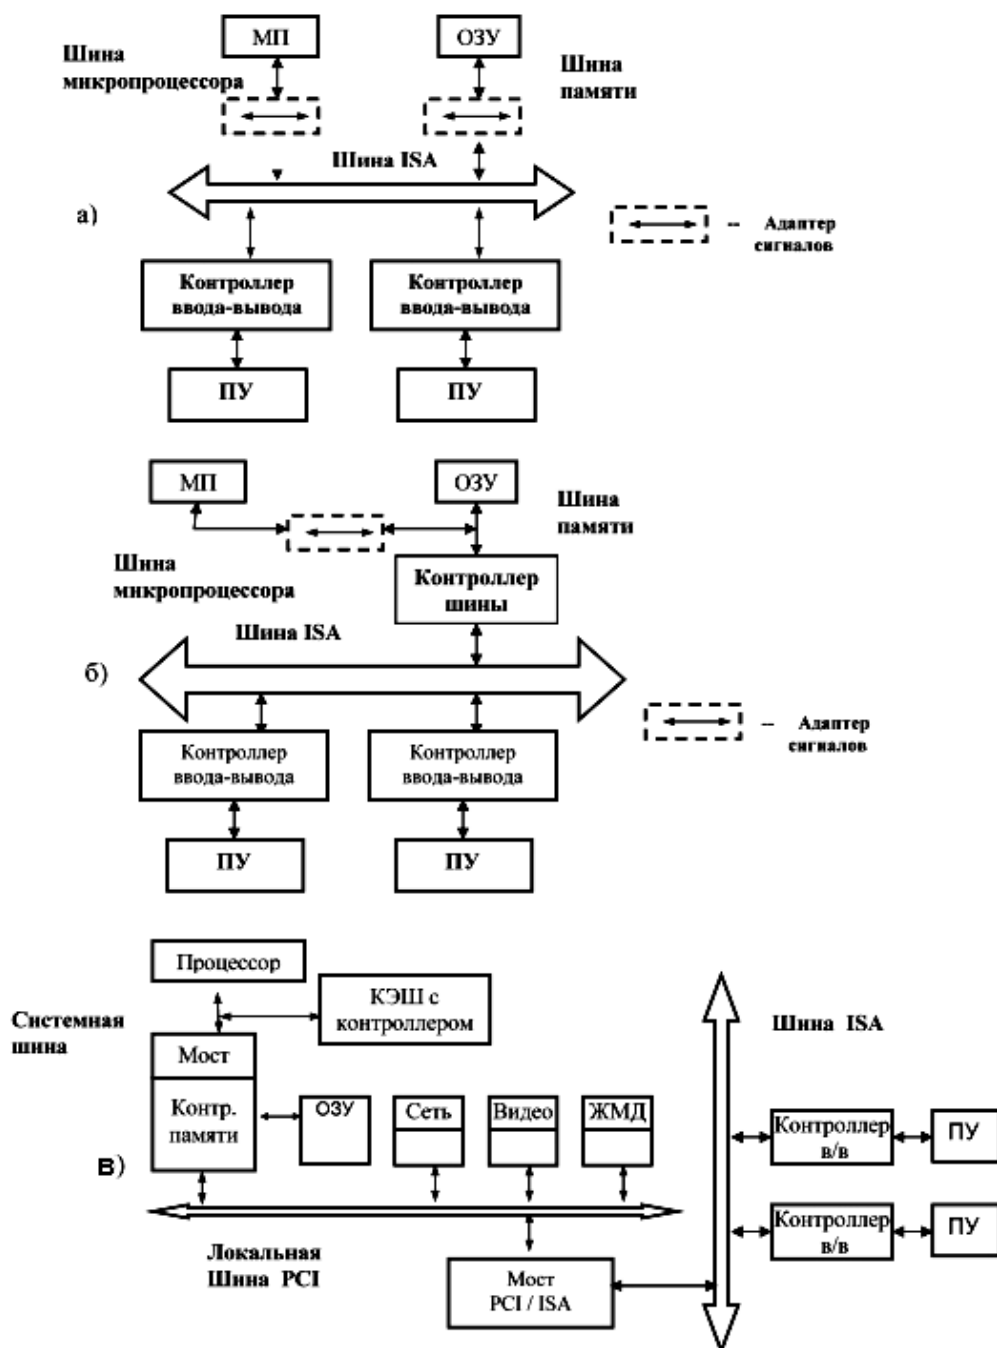 МП
ОЗУ
Шина
микропроцессора
Шина
памяти
Шина ISA
а)
-- Адаптер
сигналов
Контроллер
ввода-вывода
Контроллер
ввода-вывода
ПУ
ПУ
МП
ОЗУ
Шина
памяти
Шина
микропроцессора
Контроллер
шины
Шина ISA
б)
-- Адаптер
сигналов
Контроллер
ввода-вывода
Контроллер
ввода-вывода
ПУ
ПУ
Процессор
КЭШ с
контроллером
Системная
шина
Шина ISA
Мост
Контр.
памяти
ОЗУ
Сеть
Видео
ЖМД
Контроллер
в/в
ПУ
в)
Контроллер
в/в
ПУ
Локальная
Шина PCI
Мост
PCI / ISA